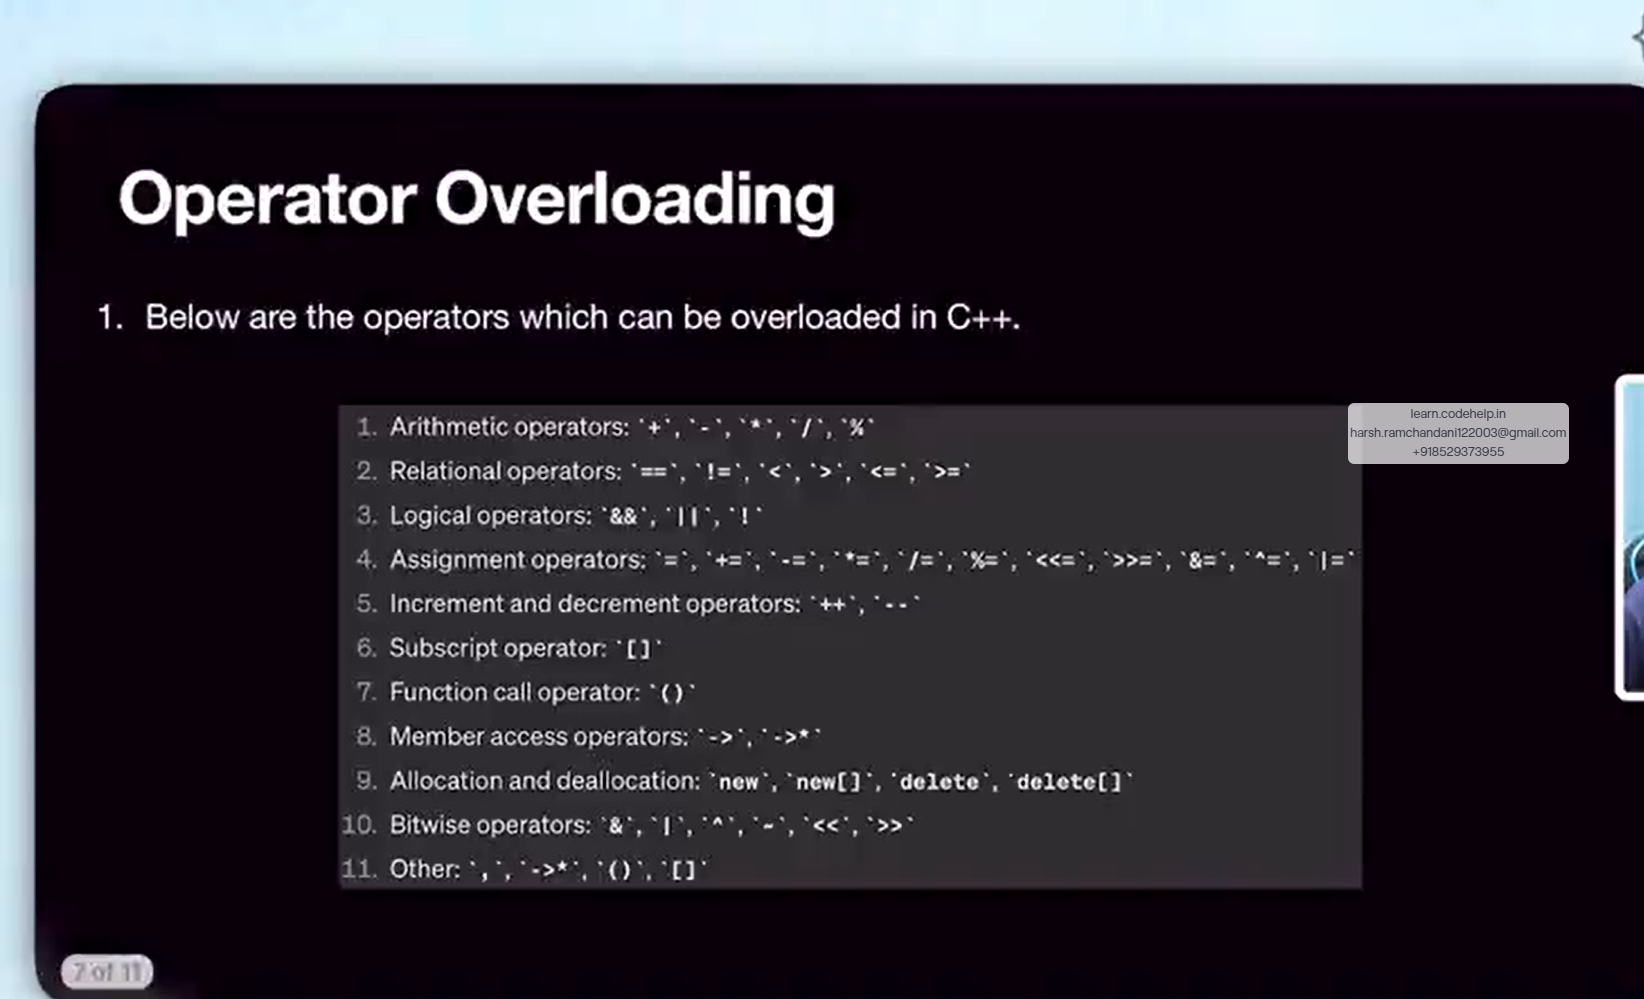 Operator Overloading
1. Below are the operators which can be overloaded in C++.
1. Arithmetic operators: `+`, `-`, `*`, `/`, `%`
learn.codehelp.in
harsh.ramchandani122003@gmail.com
+918529373955
2. Relational operators: `==`, `!=`, `<`, `>`, `<=`, `>=`
3. Logical operators: `&&`, `||`, `!`
4. Assignment operators: `=`, `+=`, `-=`, `*=`, `/=`, `%=`, `<<=`, `>>=`, `&=`, `^=`, `|=`
5. Increment and decrement operators: `++`, `--`
6. Subscript operator: `[]`
7. Function call operator: `()`
8. Member access operators: `->`, `->*`
9. Allocation and deallocation: `new`, `new[]`, `delete`, `delete[]`
10. Bitwise operators: `&`, `|`, `^`, `~`, `<<`, `>>`
11. Other: `,`, `->*`, `()`, `[]`
7 of 11